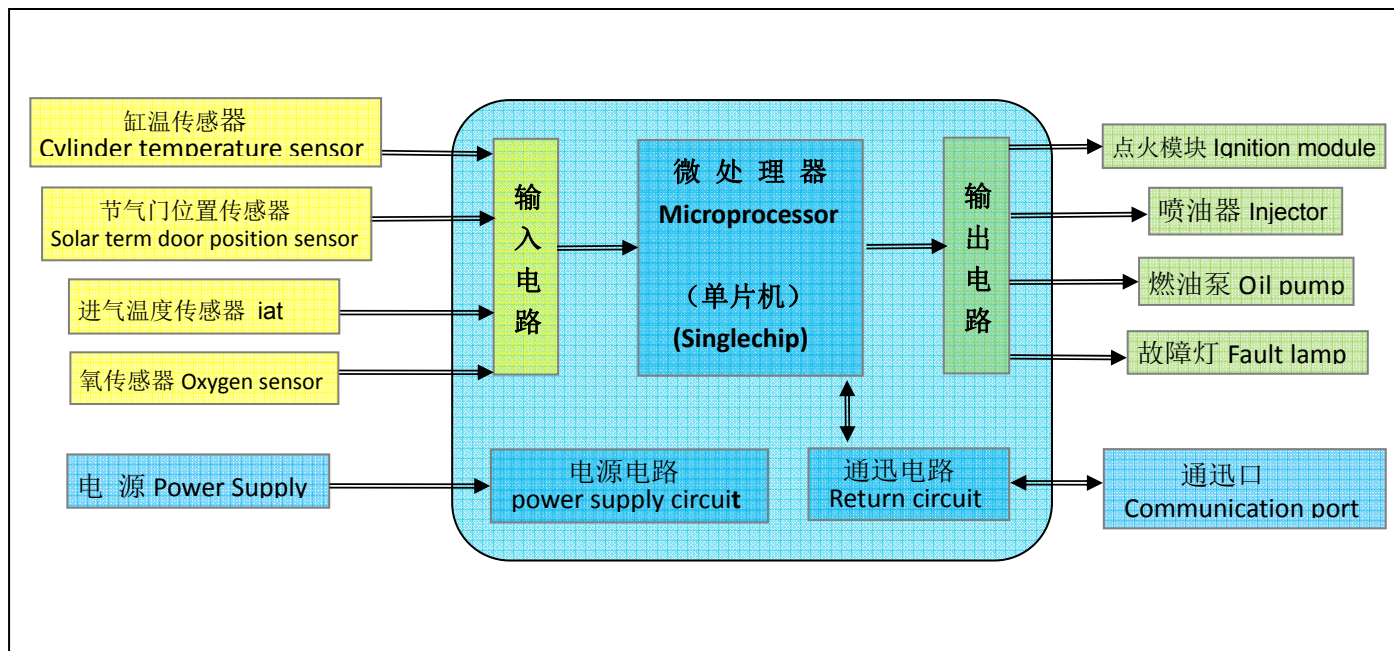 缸温传感器
Cylinder temperature sensor
节气门位置传感器
Solar term door position sensor
进气温度传感器 iat
氧传感器 Oxygen sensor
电 源 Power Supply
输入电路
微 处 理 器
Microprocessor
（单片机）
(Singlechip)
输出电路
电源电路
power supply circuit
通迅电路
Return circuit
点火模块 Ignition module
喷油器 Injector
燃油泵 Oil pump
故障灯 Fault lamp
通迅口
Communication port